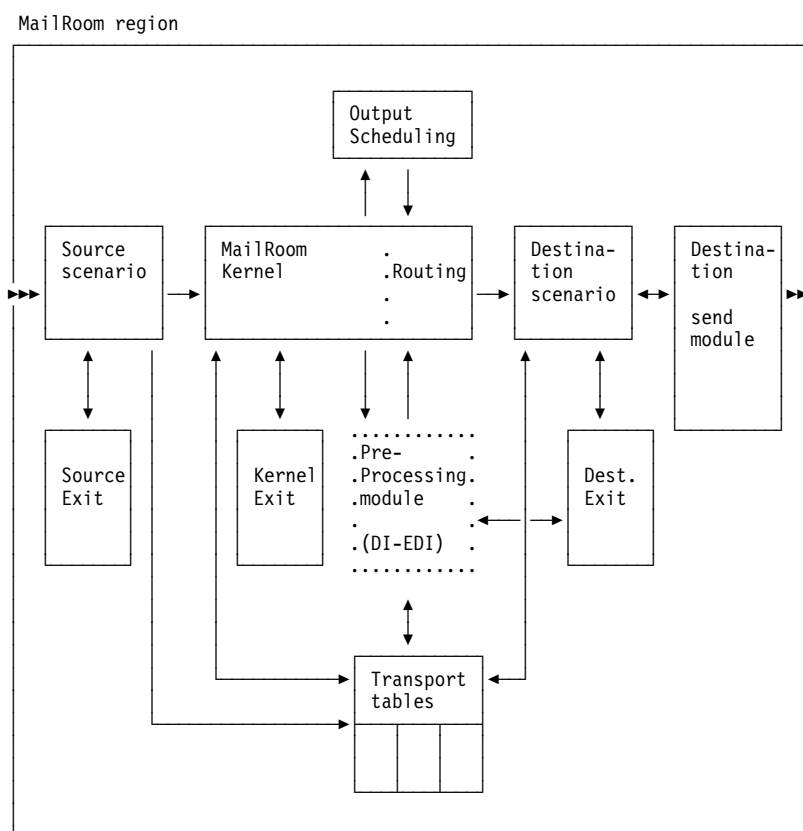 MailRoom region
Output
Scheduling
Source
scenario
MailRoom
Kernel
.
.Routing
.
.
Destina-
tion
scenario
Destina-
tion
send
module
Source
Exit
Kernel
Exit
............
.Pre-      .
.Processing.
.module    .
.          .
.(DI-EDI)  .
............
Dest.
Exit
Transport
tables